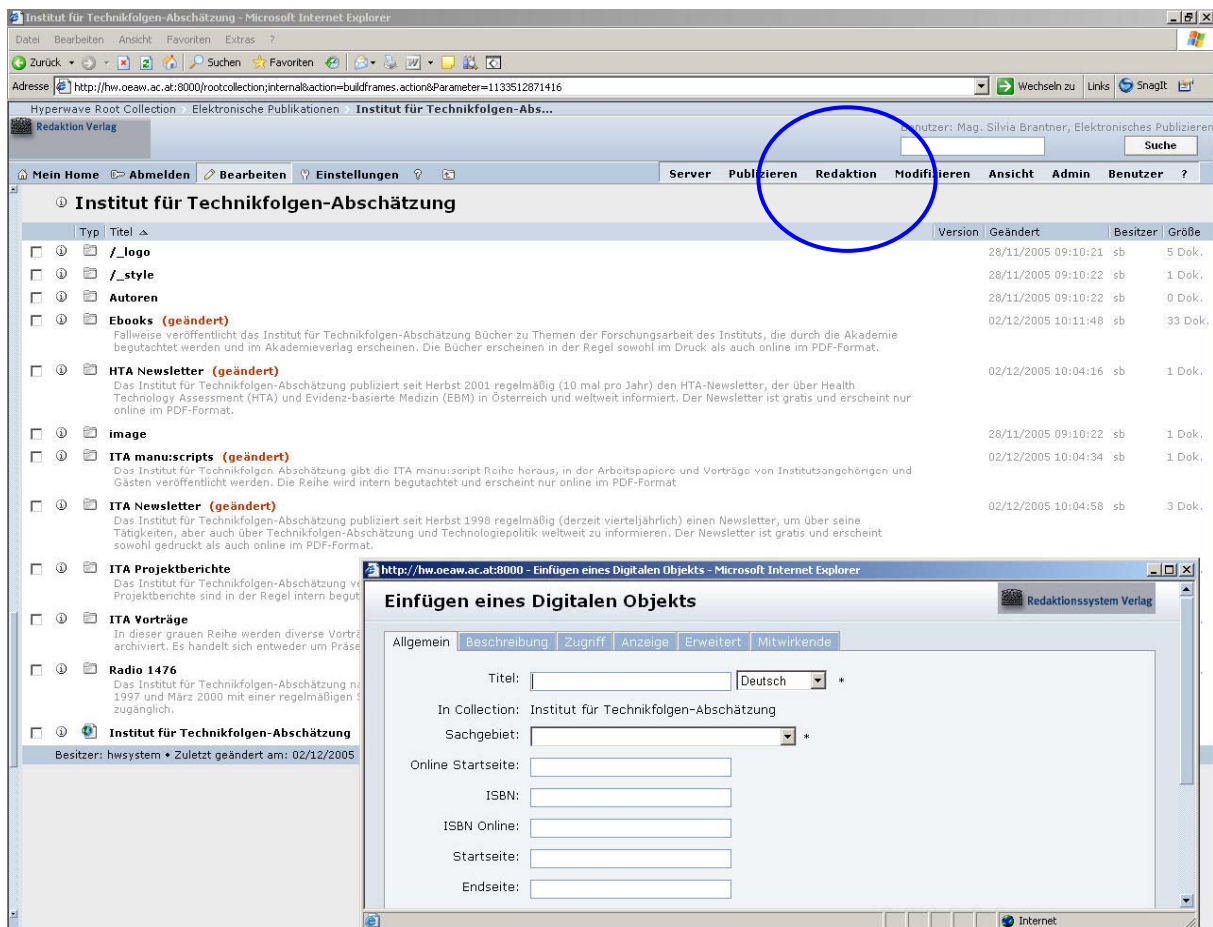 Institut für Technikfolgen-Abschätzung - Microsoft Internet Explorer
Datei Bearbeiten Ansicht Favoriten Extras ?
Zurück Suchen Favoriten
Adresse http://hw.oeaw.ac.at:8000/rootcollection;internal&action=buildframes.action&Parameter=1133512871416 Wechseln zu Links SnagIt
Hyperwave Root Collection > Elektronische Publikationen > Institut für Technikfolgen-Abs...
Redaktion Verlag
Benutzer: Mag. Silvia Brantner, Elektronisches Publizieren
Suche
Mein Home Abmelden Bearbeiten Einstellungen ? Server Publizieren Redaktion Modifizieren Ansicht Admin Benutzer ?
Institut für Technikfolgen-Abschätzung
Typ Titel Version Geändert Besitzer Größe
/_logo 28/11/2005 09:10:21 sb 5 Dok.
/_style 28/11/2005 09:10:22 sb 1 Dok.
Autoren 28/11/2005 09:10:22 sb 0 Dok.
Ebooks (geändert) 02/12/2005 10:11:48 sb 33 Dok.
Fallweise veröffentlicht das Institut für Technikfolgen-Abschätzung Bücher zu Themen der Forschungsarbeit des Instituts, die durch die Akademie
begutachtet werden und im Akademieverlag erscheinen. Die Bücher erscheinen in der Regel sowohl im Druck als auch online im PDF-Format.
HTA Newsletter (geändert) 02/12/2005 10:04:16 sb 1 Dok.
Das Institut für Technikfolgen-Abschätzung publiziert seit Herbst 2001 regelmäßig (10 mal pro Jahr) den HTA-Newsletter, der über Health
Technology Assessment (HTA) und Evidenz-basierte Medizin (EBM) in Österreich und weltweit informiert. Der Newsletter ist gratis und erscheint nur
online im PDF-Format.
image 28/11/2005 09:10:22 sb 1 Dok.
ITA manu:scripts (geändert) 02/12/2005 10:04:34 sb 1 Dok.
Das Institut für Technikfolgen-Abschätzung gibt die ITA manu:script Reihe heraus, in der Arbeitspapiere und Vorträge von Institutsangehörigen und
Gästen veröffentlicht werden. Die Reihe wird intern begutachtet und erscheint nur online im PDF-Format
ITA Newsletter (geändert) 02/12/2005 10:04:58 sb 3 Dok.
Das Institut für Technikfolgen-Abschätzung publiziert seit Herbst 1998 regelmäßig (derzeit vierteljährlich) einen Newsletter, um über seine
Tätigkeiten, aber auch über Technikfolgen-Abschätzung und Technologiepolitik weltweit zu informieren. Der Newsletter ist gratis und erscheint
sowohl gedruckt als auch online im PDF-Format.
ITA Projektberichte
Das Institut für Technikfolgen-Abschätzung
Projektberichte sind in der Regel intern
ITA Vorträge
In dieser grauen Reihe werden diverse
archiviert. Es handelt sich entweder um
Radio 1476
Das Institut für Technikfolgen-Abschätzung
1997 und März 2000 mit einer regelmäßigen
zugänglich.
Institut für Technikfolgen-Abschätzung
Besitzer: hwsystem • Zuletzt geändert am: 02/12/2005
http://hw.oeaw.ac.at:8000 - Einfügen eines Digitalen Objekts - Microsoft Internet Explorer
Einfügen eines Digitalen Objekts
Redaktionssystem Verlag
Allgemein Beschreibung Zugriff Anzeige Erweitert Mitwirkende
Titel: Deutsch *
In Collection: Institut für Technikfolgen-Abschätzung
Sachgebiet: *
Online Startseite:
ISBN:
ISBN Online:
Startseite:
Endseite:
Internet